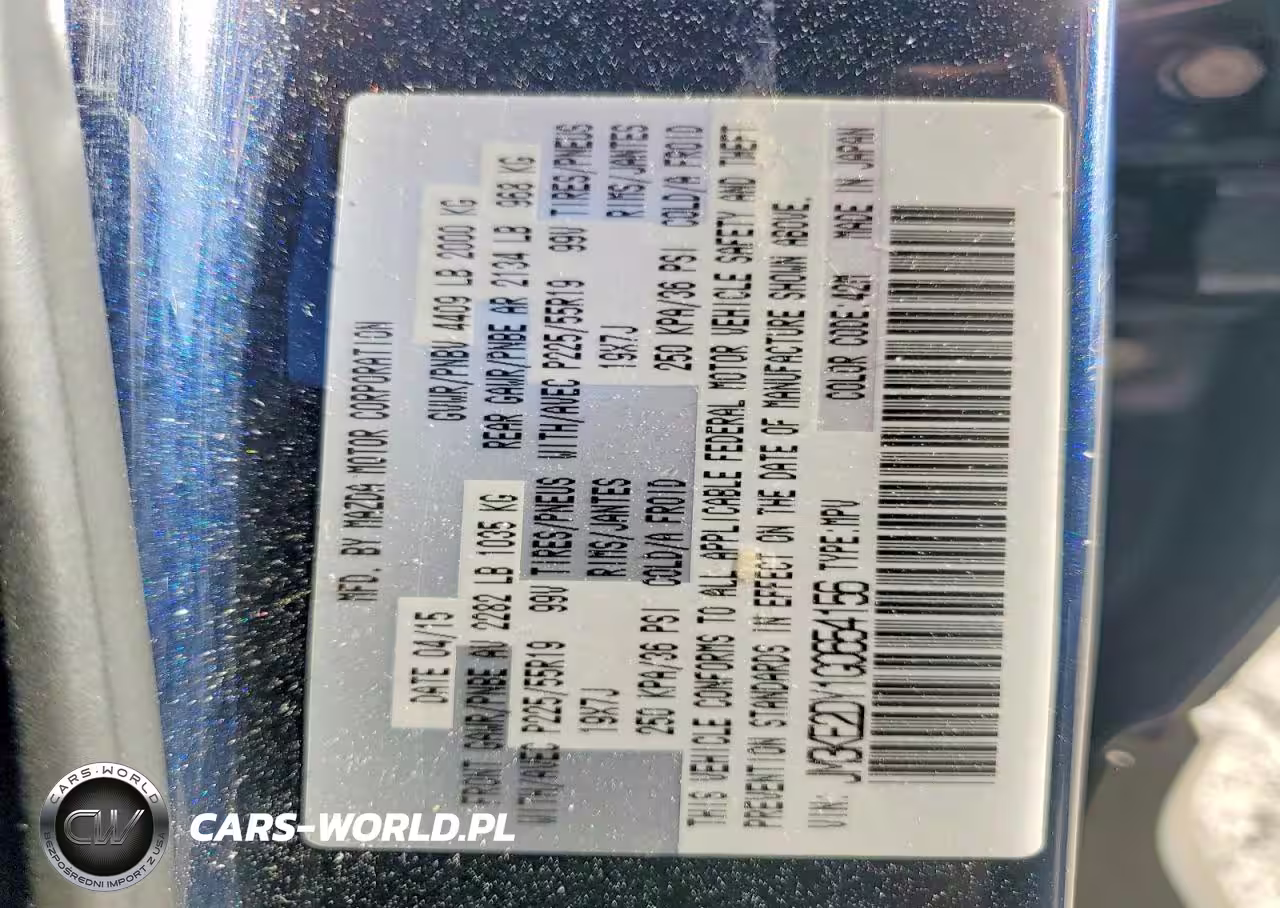 MFD. BY MAZDA MOTOR CORPORATION
DATE 04/15 GVWR/PNBV 4409 LB 2000 KG
FRONT GAWR/PNBE AV 2282 LB 1035 KG REAR GAWR/PNBE AR 2134 LB 968 KG
WITH/AVEC P225/55R19 99V TIRES/PNEUS WITH/AVEC P225/55R19 99V TIRES/PNEUS
19X7J RIMS/JANTES 19X7J RIMS/JANTES
250 KPA/36 PSI COLD/A FROID 250 KPA/36 PSI COLD/A FROID
THIS VEHICLE CONFORMS TO ALL APPLICABLE FEDERAL MOTOR VEHICLE SAFETY AND THEFT
PREVENTION STANDARDS IN EFFECT ON THE DATE OF MANUFACTURE SHOWN ABOVE.
VIN: JM3KE2DY1G0654156 TYPE:MPV COLOR CODE 42M MADE IN JAPAN
CARS-WORLD
CW
BEZPOŚREDNI IMPORT Z USA
CARS-WORLD.PL